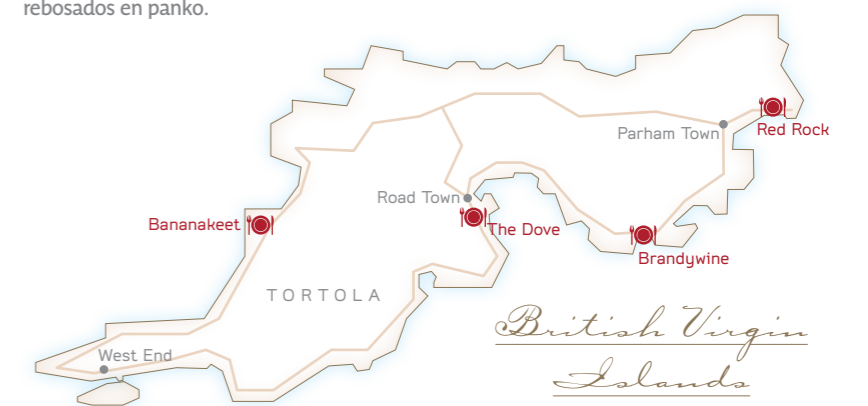 rebosados en panko.
Parham Town
Red Rock
Road Town
Bananakeet
The Dove
Brandywine
TORTOLA
West End
British Virgin
Islands